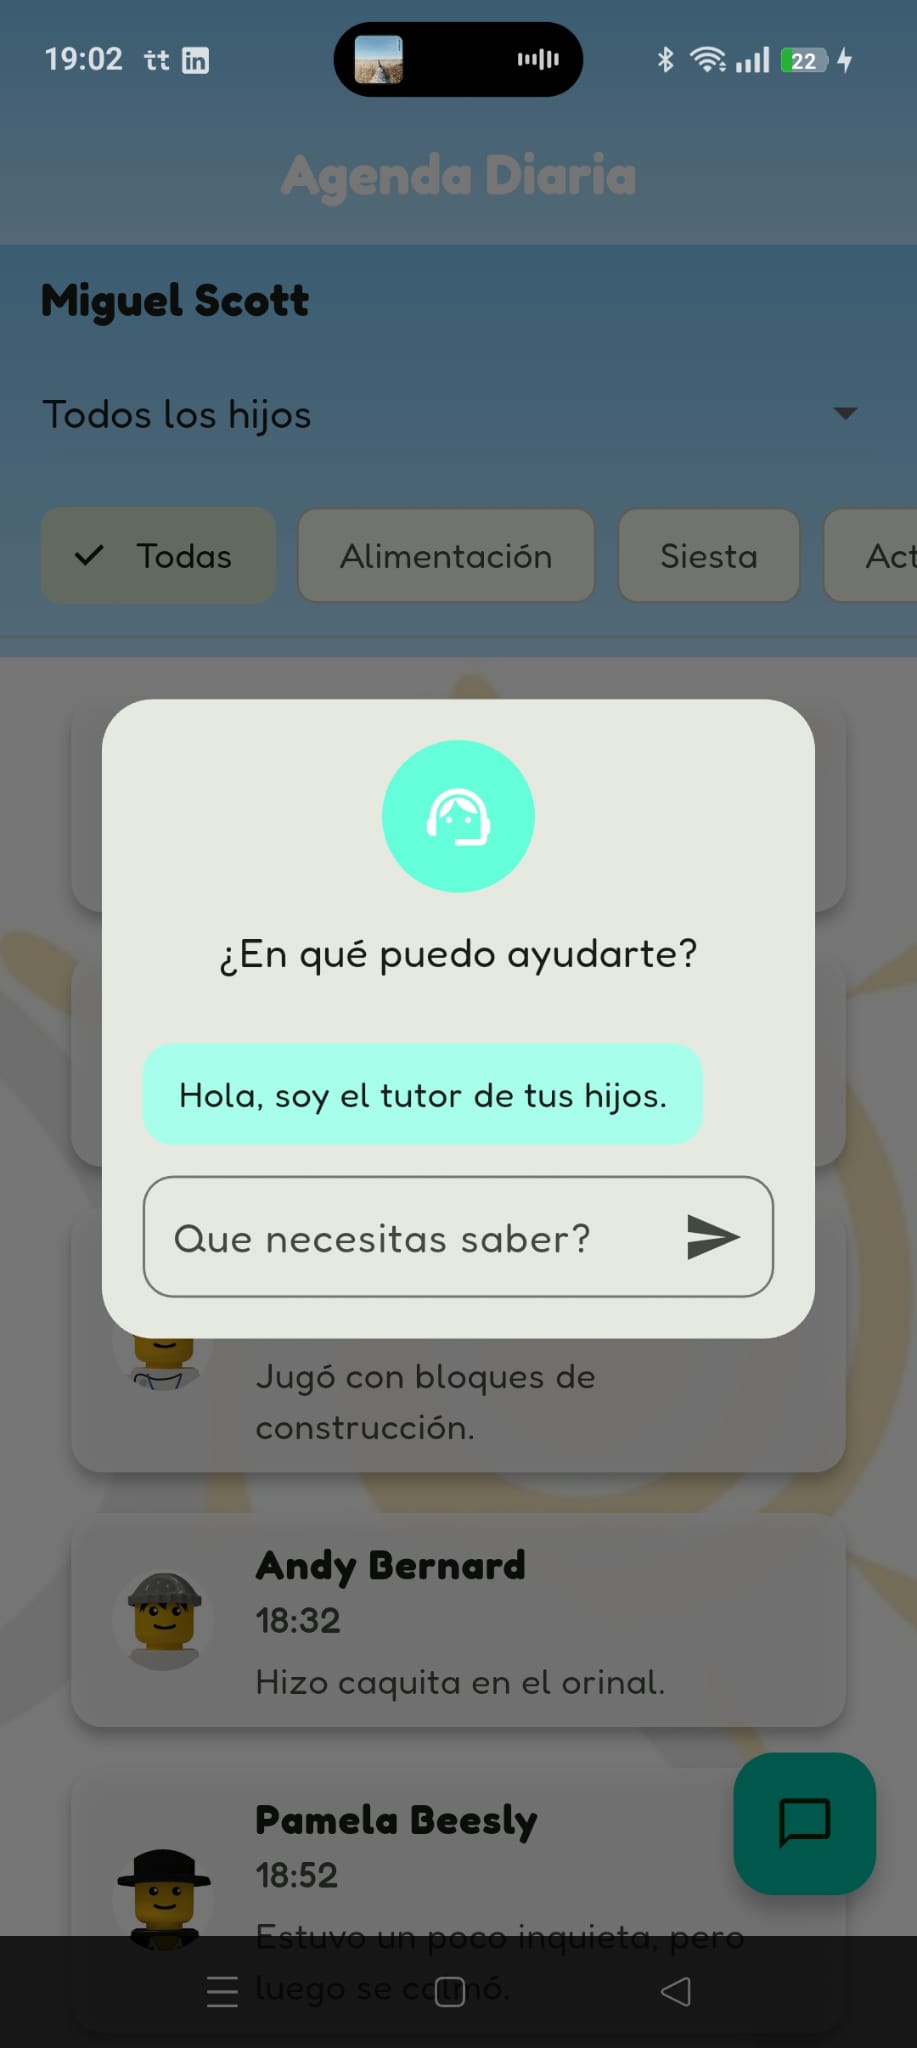 19:02
22
Agenda Diaria
Miguel Scott
Todos los hijos
Todas
Alimentación
Siesta
Act
¿En qué puedo ayudarte?
Hola, soy el tutor de tus hijos.
Que necesitas saber?
Jugó con bloques de
construcción.
Andy Bernard
18:32
Hizo caquita en el orinal.
Pamela Beesly
18:52
Estuvo un poco inquieta, pero
luego se calmó.